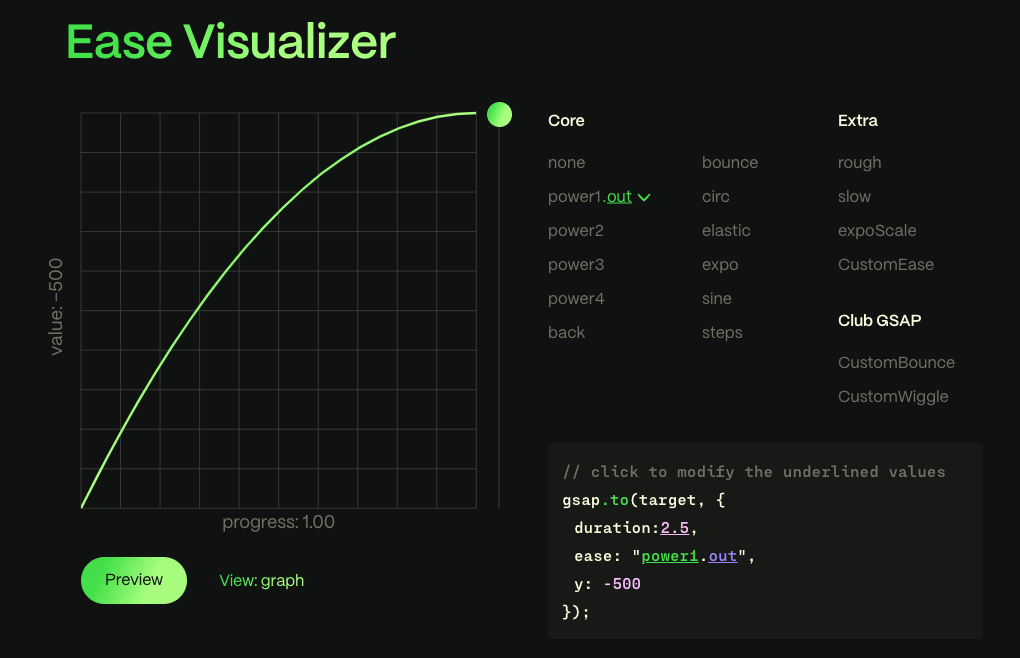 Ease Visualizer
value: -500
progress: 1.00
Preview
View: graph
Core
none
power1.out
power2
power3
power4
back
bounce
circ
elastic
expo
sine
steps
Extra
rough
slow
expoScale
CustomEase
Club GSAP
CustomBounce
CustomWiggle
// click to modify the underlined values
gsap.to(target, {
duration:2.5,
ease: "power1.out",
y: -500
});